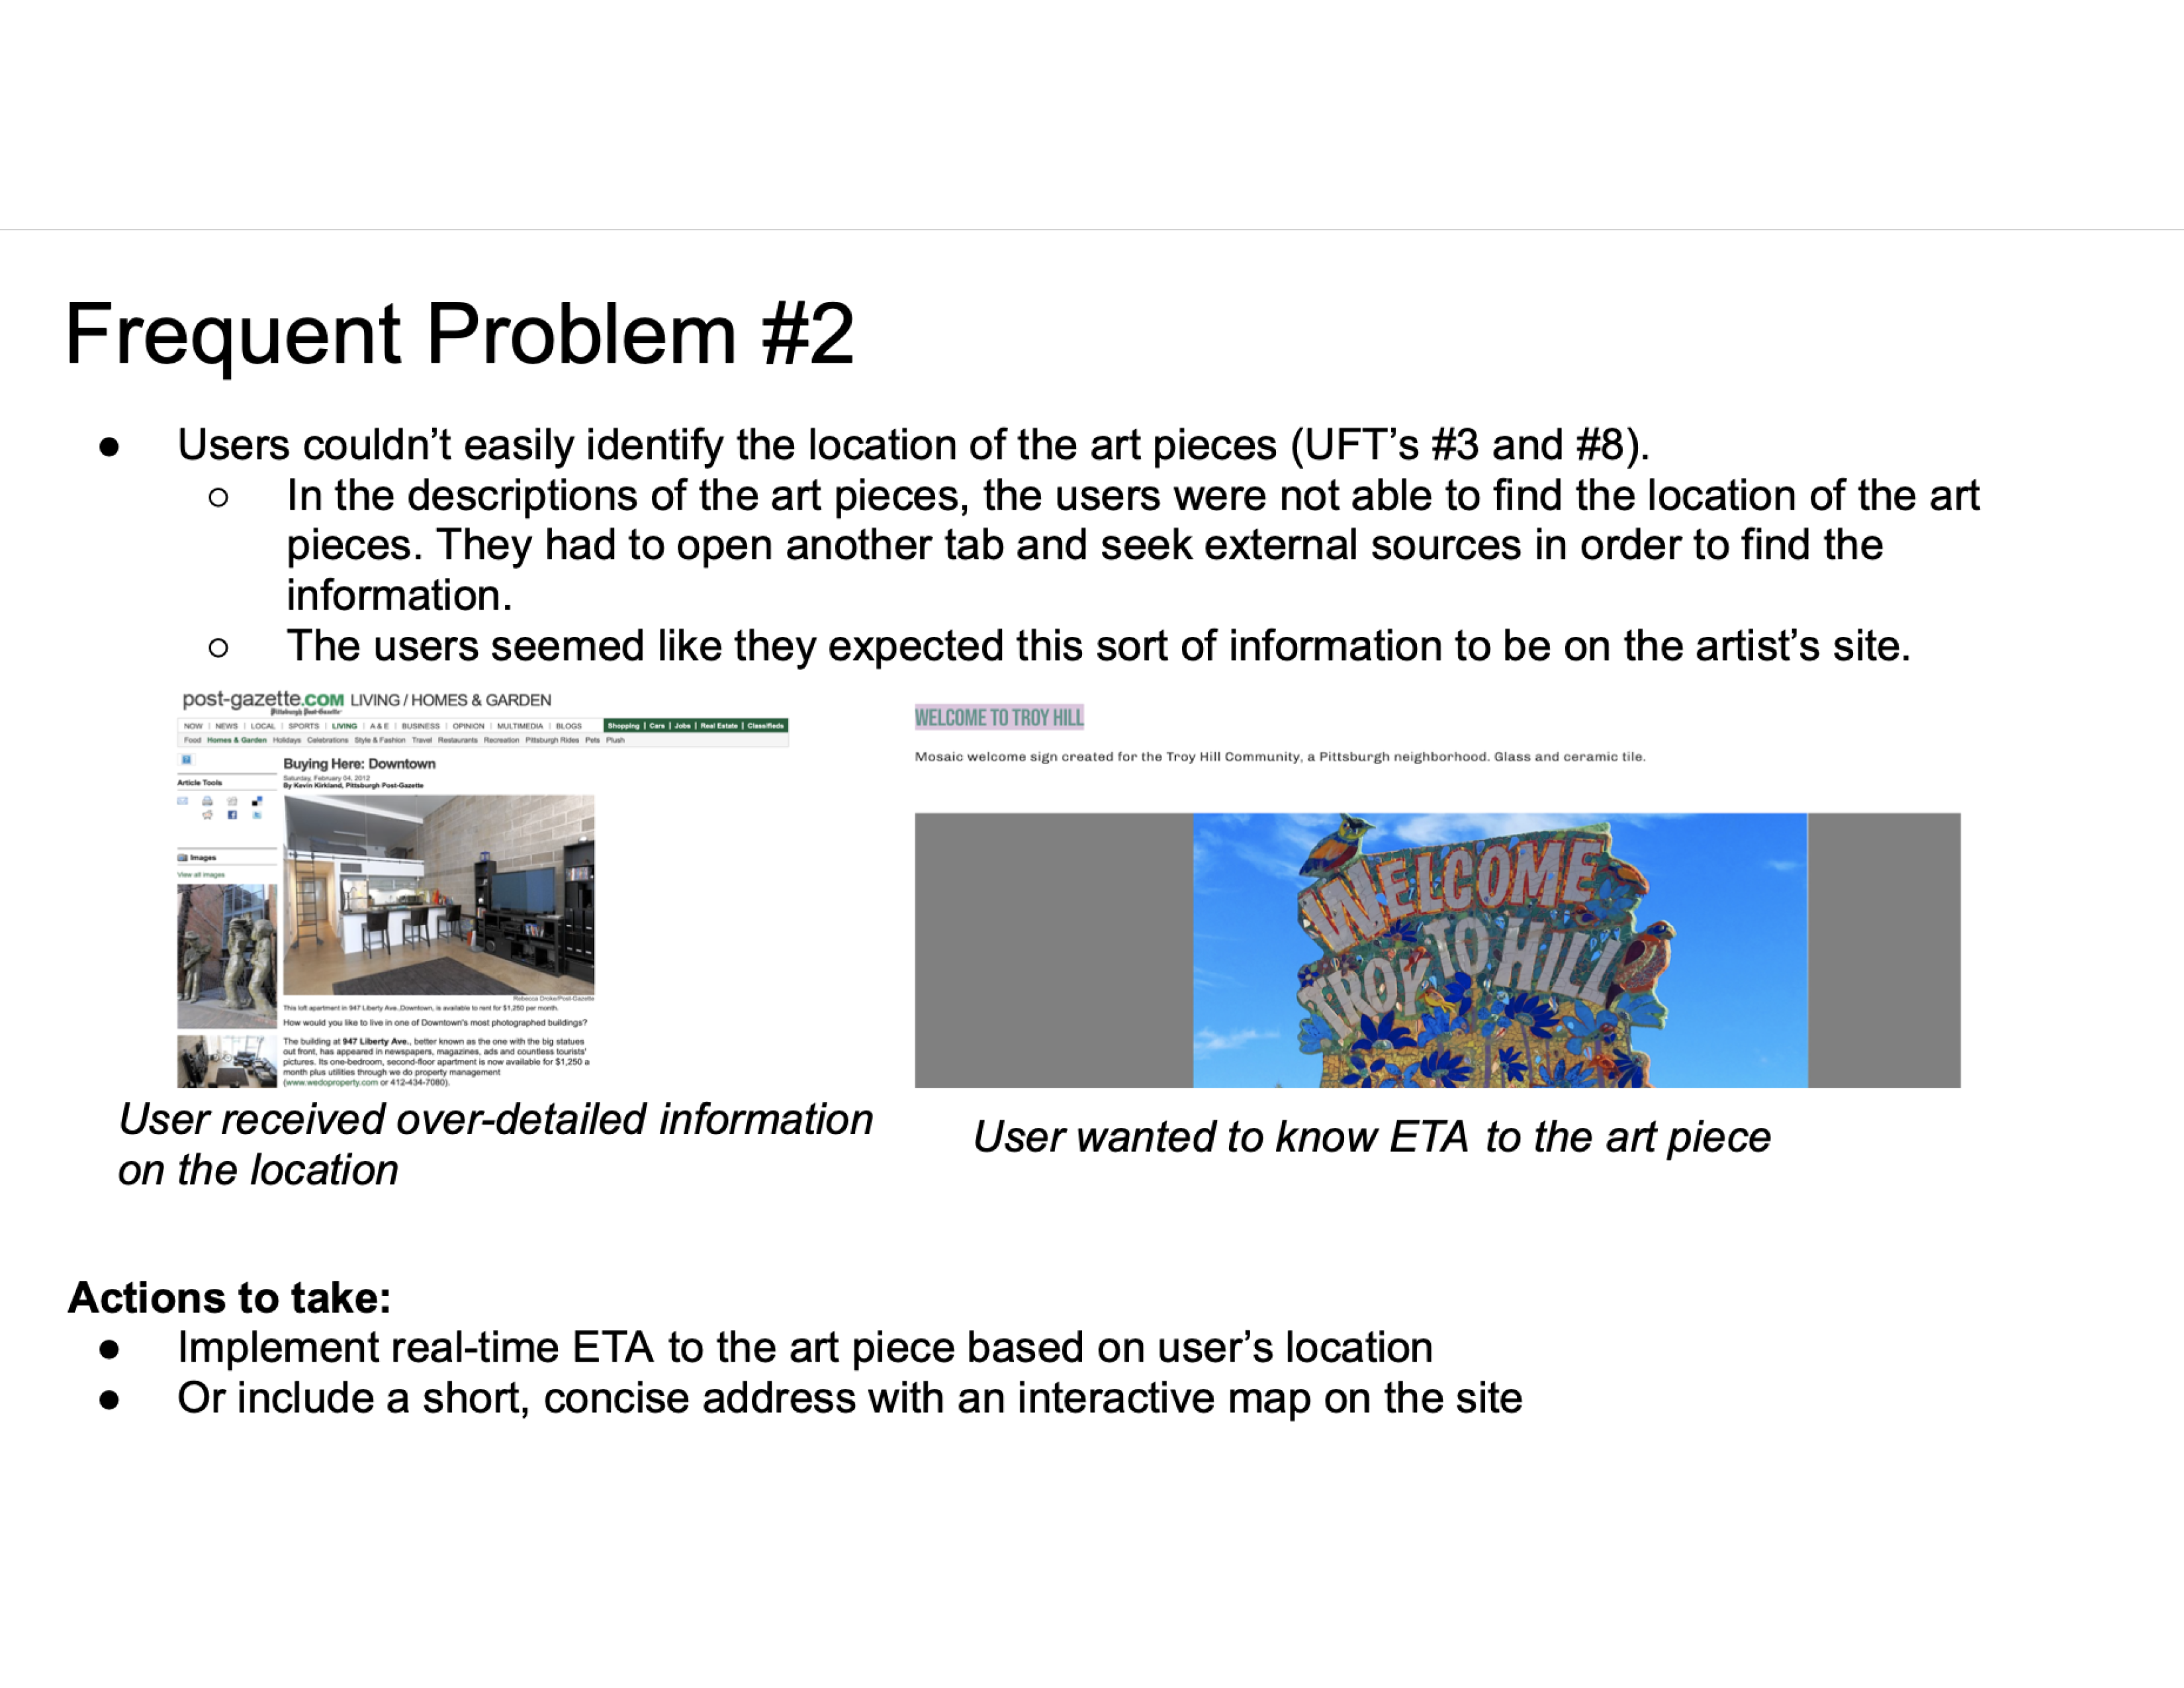 Frequent Problem #2
● Users couldn’t easily identify the location of the art pieces (UFT’s #3 and #8).
○ In the descriptions of the art pieces, the users were not able to find the location of the art
pieces. They had to open another tab and seek external sources in order to find the
information.
○ The users seemed like they expected this sort of information to be on the artist’s site.
post-gazette.COM LIVING / HOMES & GARDEN
Pittsburgh Post-Gazette
NOW | NEWS | LOCAL | SPORTS | LIVING | A & E | BUSINESS | OPINION | MULTIMEDIA | BLOGS Shopping | Cars | Jobs | Real Estate | Classifieds
Food Homes & Garden Holidays Celebrations Style & Fashion Travel Restaurants Recreation Pittsburgh Rides Pets Plush
Article Tools
Images
View all images
Buying Here: Downtown
Saturday, February 04, 2012
By Kevin Kirkland, Pittsburgh Post-Gazette
Rebecca Droke/Post-Gazette
This loft apartment in 947 Liberty Ave.,Downtown, is available to rent for $1,250 per month.
How would you like to live in one of Downtown's most photographed buildings?
The building at 947 Liberty Ave., better known as the one with the big statues
out front, has appeared in newspapers, magazines, ads and countless tourists'
pictures. Its one-bedroom, second-floor apartment is now available for $1,250 a
month plus utilities through we do property management
(www.wedoproperty.com or 412-434-7080).
WELCOME TO TROY HILL
Mosaic welcome sign created for the Troy Hill Community, a Pittsburgh neighborhood. Glass and ceramic tile.
WELCOME
TO
TROY HILL
User received over-detailed information
on the location
User wanted to know ETA to the art piece
Actions to take:
● Implement real-time ETA to the art piece based on user’s location
● Or include a short, concise address with an interactive map on the site